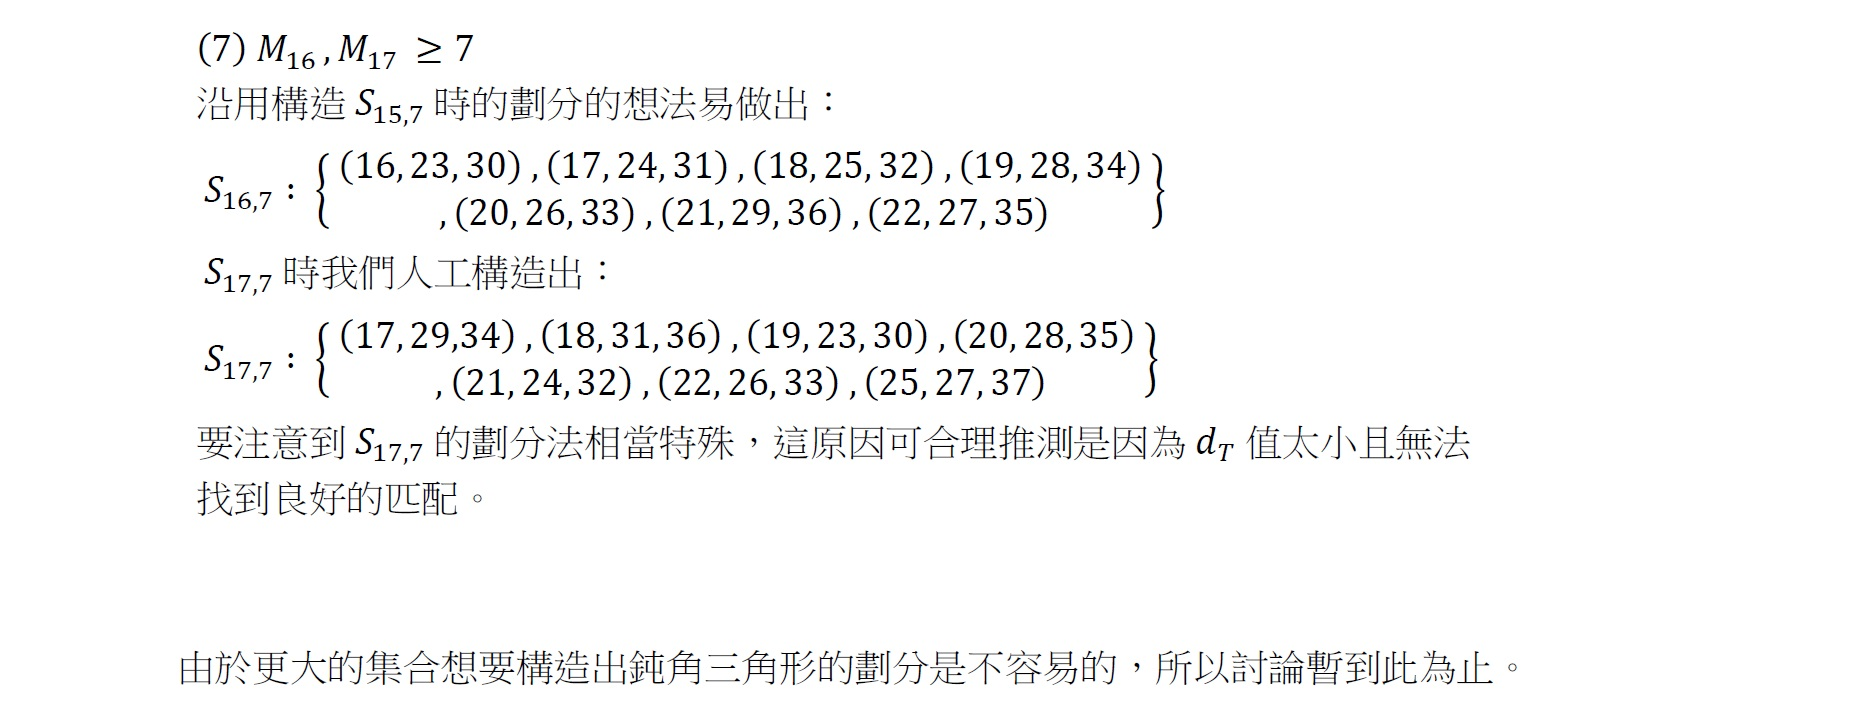 (7) M₁₆ , M₁₇ ≥ 7
沿用構造 S₁₅,₇ 時的劃分的想法易做出：
S₁₆,₇ : { (16, 23, 30) , (17, 24, 31) , (18, 25, 32) , (19, 28, 34)
, (20, 26, 33) , (21, 29, 36) , (22, 27, 35) }
S₁₇,₇ 時我們人工構造出：
S₁₇,₇ : { (17, 29,34) , (18, 31, 36) , (19, 23, 30) , (20, 28, 35)
, (21, 24, 32) , (22, 26, 33) , (25, 27, 37) }
要注意到 S₁₇,₇ 的劃分法相當特殊，這原因可合理推測是因為 d_T 值太小且無法
找到良好的匹配。
由於更大的集合想要構造出鈍角三角形的劃分是不容易的，所以討論暫到此為止。